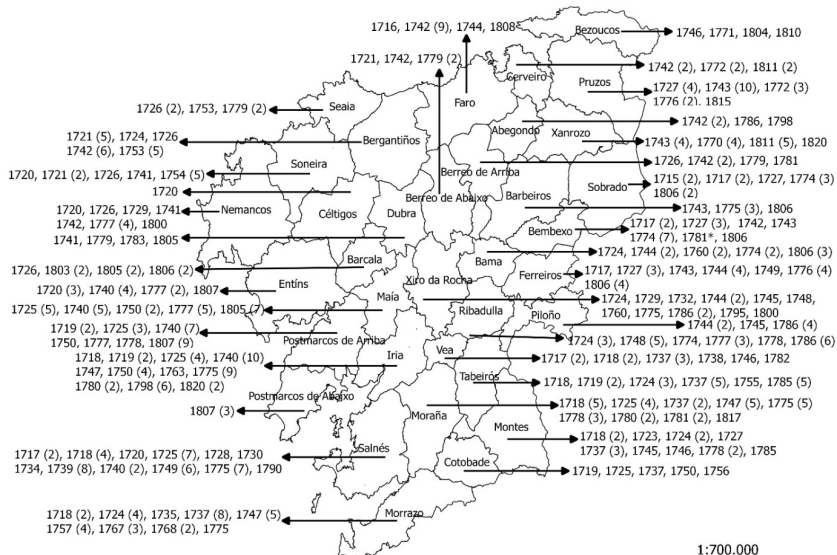 1716, 1742 (9), 1744, 1808
Bezoucos
1746, 1771, 1804, 1810
1721, 1742, 1779 (2)
1742 (2), 1772 (2), 1811 (2)
Cerveiro
Pruzos
1727 (4), 1743 (10), 1772 (3)
1776 (2), 1815
Faro
1726 (2), 1753, 1779 (2)
Seaia
Abegondo
1742 (2), 1786, 1798
1721 (5), 1724, 1726
1742 (6), 1753 (5)
Bergantiños
Xanrozo
1743 (4), 1770 (4), 1811 (5), 1820
Soneira
Berreo de Arriba
1726, 1742 (2), 1779, 1781
1720, 1721 (2), 1726, 1741, 1754 (5)
1720
Sobrado
1715 (2), 1717 (2), 1727, 1774 (3)
1806 (2)
Berreo de Abaixo
Barbeiros
1743, 1775 (3), 1806
1720, 1726, 1729, 1741
1742, 1777 (4), 1800
Nemancos
Céltigos
Dubra
1741, 1779, 1783, 1805
Bembexo
1717 (2), 1727 (3), 1742, 1743
1774 (7), 1781*, 1806
Bama
1724, 1744 (2), 1760 (2), 1774 (2), 1806 (3)
1726, 1803 (2), 1805 (2), 1806 (2)
Barcala
Ferreiros
1717, 1727 (3), 1743, 1744 (4), 1749, 1776 (4)
1806 (4)
Entíns
1720 (3), 1740 (4), 1777 (2), 1807
Xiro da Rocha
Maía
1724, 1729, 1732, 1744 (2), 1745, 1748,
1760, 1775, 1786 (2), 1795, 1800
1725 (5), 1740 (5), 1750 (2), 1777 (5), 1805 (7)
Ribadulla
Piloño
1744 (2), 1745, 1786 (4)
1719 (2), 1725 (3), 1740 (7)
1750, 1777, 1778, 1807 (9)
Postmarcos de Arriba
1724 (3), 1748 (5), 1774, 1777 (3), 1778, 1786 (6)
1718, 1719 (2), 1725 (4), 1740 (10)
1747, 1750 (4), 1763, 1775 (9)
1780 (2), 1798 (6), 1820 (2)
Iria
Vea
1717 (2), 1718 (2), 1737 (3), 1738, 1746, 1782
Tabeirós
1718, 1719 (2), 1724 (3), 1737 (5), 1755, 1785 (5)
Postmarcos de Abaixo
1807 (3)
Moraña
1718 (5), 1725 (4), 1737 (2), 1747 (5), 1775 (5)
1778 (3), 1780 (2), 1781 (2), 1817
Montes
1718 (2), 1723, 1724 (2), 1727
1737 (3), 1745, 1746, 1778 (2), 1785
1717 (2), 1718 (4), 1720, 1725 (7), 1728, 1730
1734, 1739 (8), 1740 (2), 1749 (6), 1775 (7), 1790
Salnés
Cotobade
1719, 1725, 1737, 1750, 1756
1718 (2), 1724 (4), 1735, 1737 (8), 1747 (5)
1757 (4), 1767 (3), 1768 (2), 1775
Morrazo
1:700.000